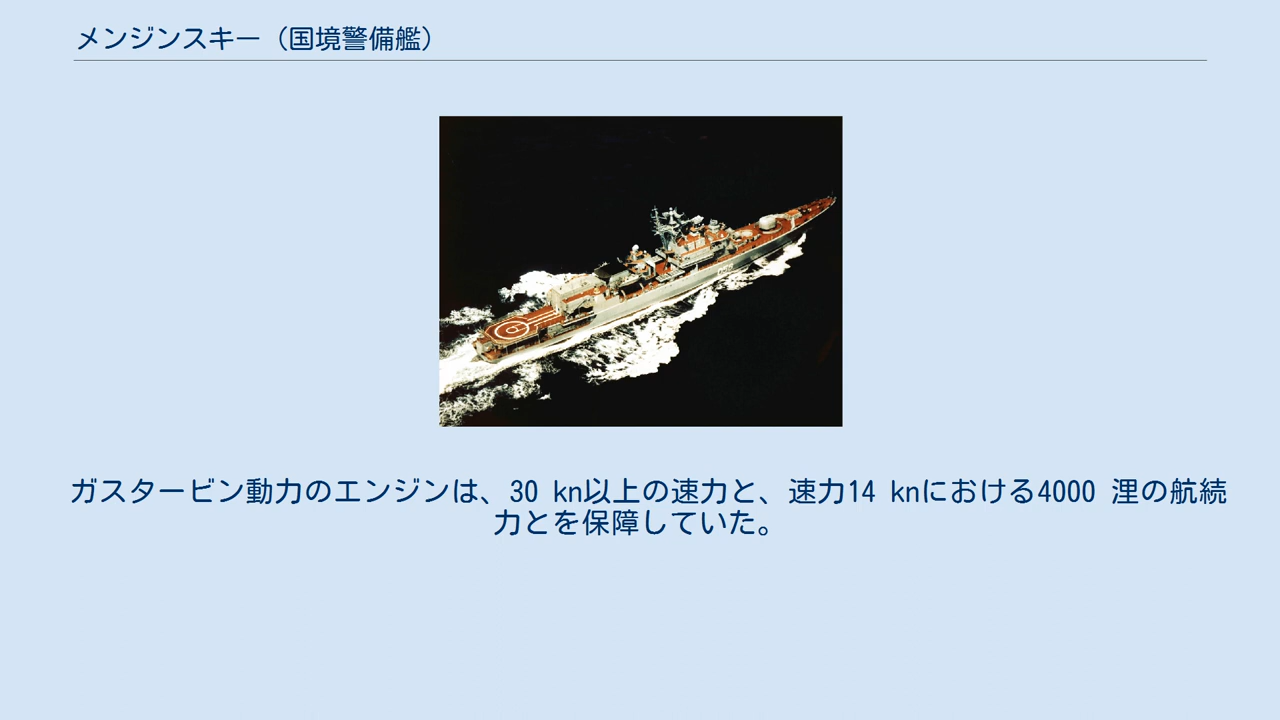 メンジンスキー（国境警備艦）
ガスタービン動力のエンジンは、30 kn以上の速力と、速力14 knにおける4000 浬の航続
力とを保障していた。